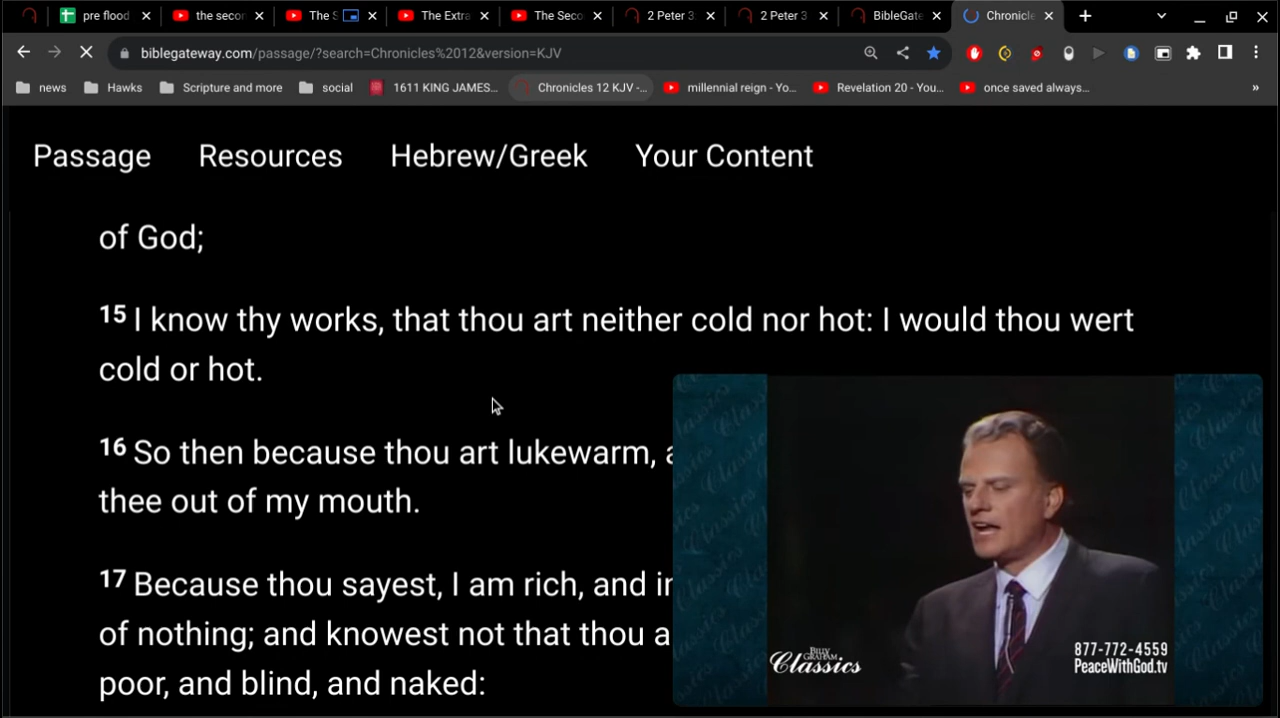 pre flood
the secon
The S
The Extra
The Seco
2 Peter 3
2 Peter 3
BibleGate
Chronicle
biblegateway.com/passage/?search=Chronicles%2012&version=KJV
news Hawks Scripture and more social 1611 KING JAMES... Chronicles 12 KJV -... millennial reign - Yo... Revelation 20 - You... once saved always... »
Passage Resources Hebrew/Greek Your Content
of God;
15 I know thy works, that thou art neither cold nor hot: I would thou wert
cold or hot.
16 So then because thou art lukewarm,
thee out of my mouth.
17 Because thou sayest, I am rich, and in
of nothing; and knowest not that thou a
poor, and blind, and naked:
BILLY
GRAHAM
Classics
877-772-4559
PeaceWithGod.tv